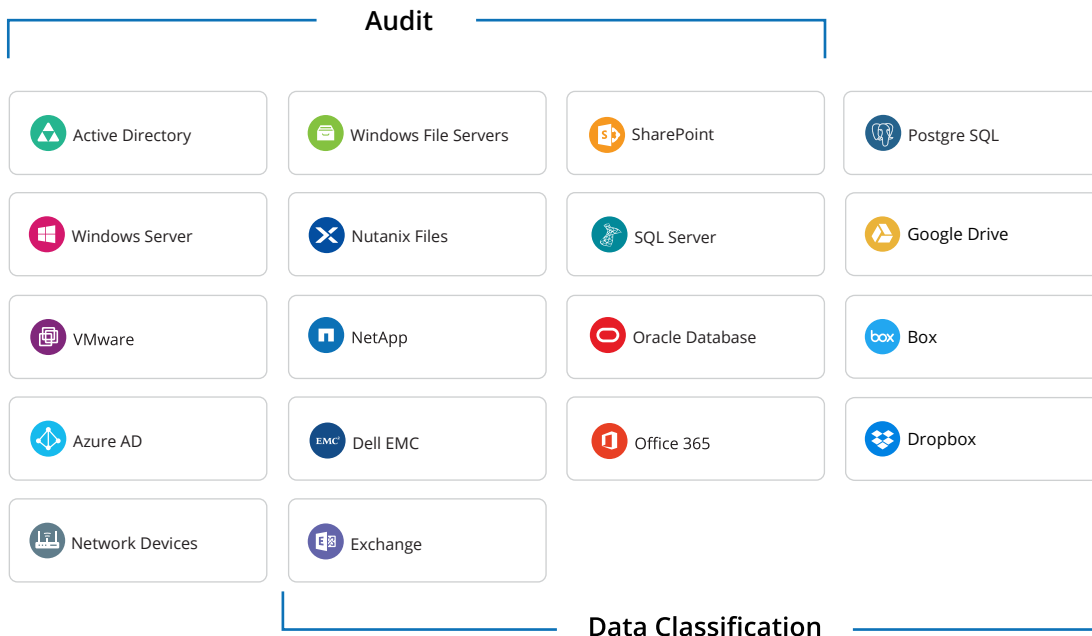 Audit
Active Directory
Windows File Servers
SharePoint
Postgre SQL
Windows Server
Nutanix Files
SQL Server
Google Drive
VMware
NetApp
Oracle Database
box
Box
Azure AD
EMC²
Dell EMC
Office 365
Dropbox
Network Devices
Exchange
Data Classification